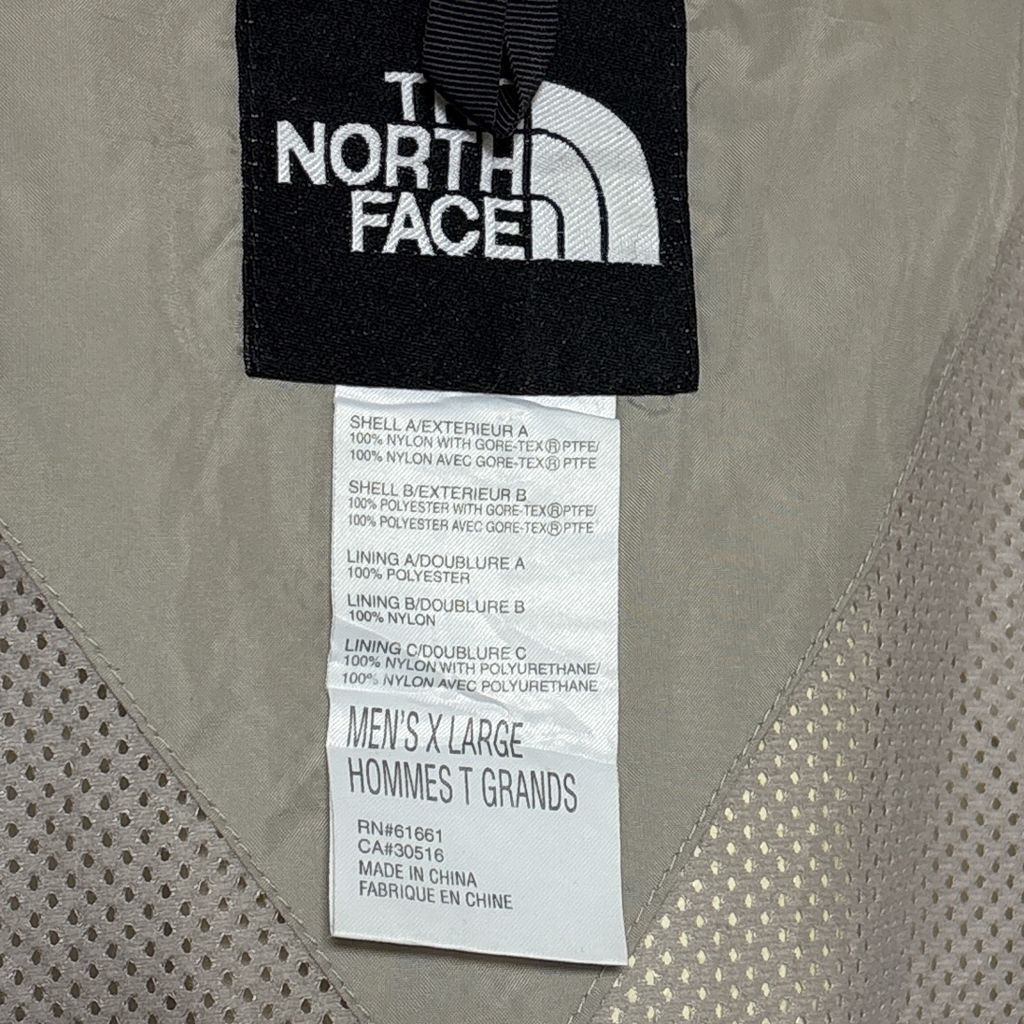 THE
NORTH
FACE
SHELL A/EXTERIEUR A
100% NYLON WITH GORE-TEX® PTFE/
100% NYLON AVEC GORE-TEX® PTFE
SHELL B/EXTERIEUR B
100% POLYESTER WITH GORE-TEX® PTFE/
100% POLYESTER AVEC GORE-TEX® PTFE
LINING A/DOUBLURE A
100% POLYESTER
LINING B/DOUBLURE B
100% NYLON
LINING C/DOUBLURE C
100% NYLON WITH POLYURETHANE/
100% NYLON AVEC POLYURETHANE
MEN'S X LARGE
HOMMES T GRANDS
RN#61661
CA#30516
MADE IN CHINA
FABRIQUE EN CHINE